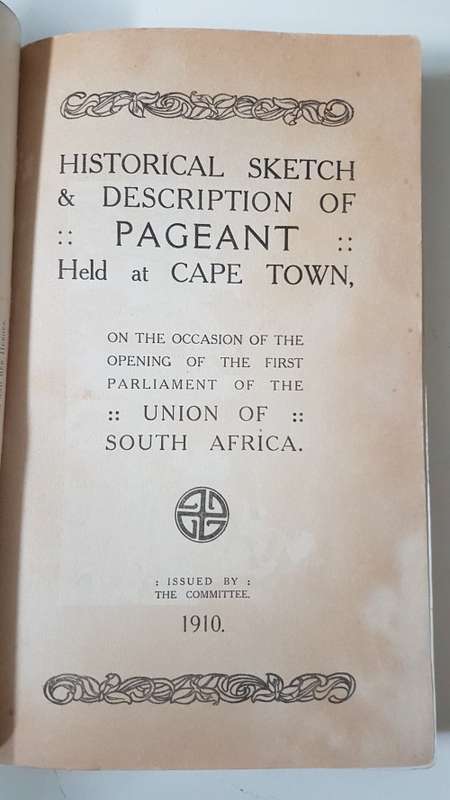 HISTORICAL SKETCH
& DESCRIPTION OF
:: PAGEANT ::
Held at CAPE TOWN,
ON THE OCCASION OF THE
OPENING OF THE FIRST
PARLIAMENT OF THE
:: UNION OF ::
SOUTH AFRICA.
: ISSUED BY :
THE COMMITTEE.
1910.